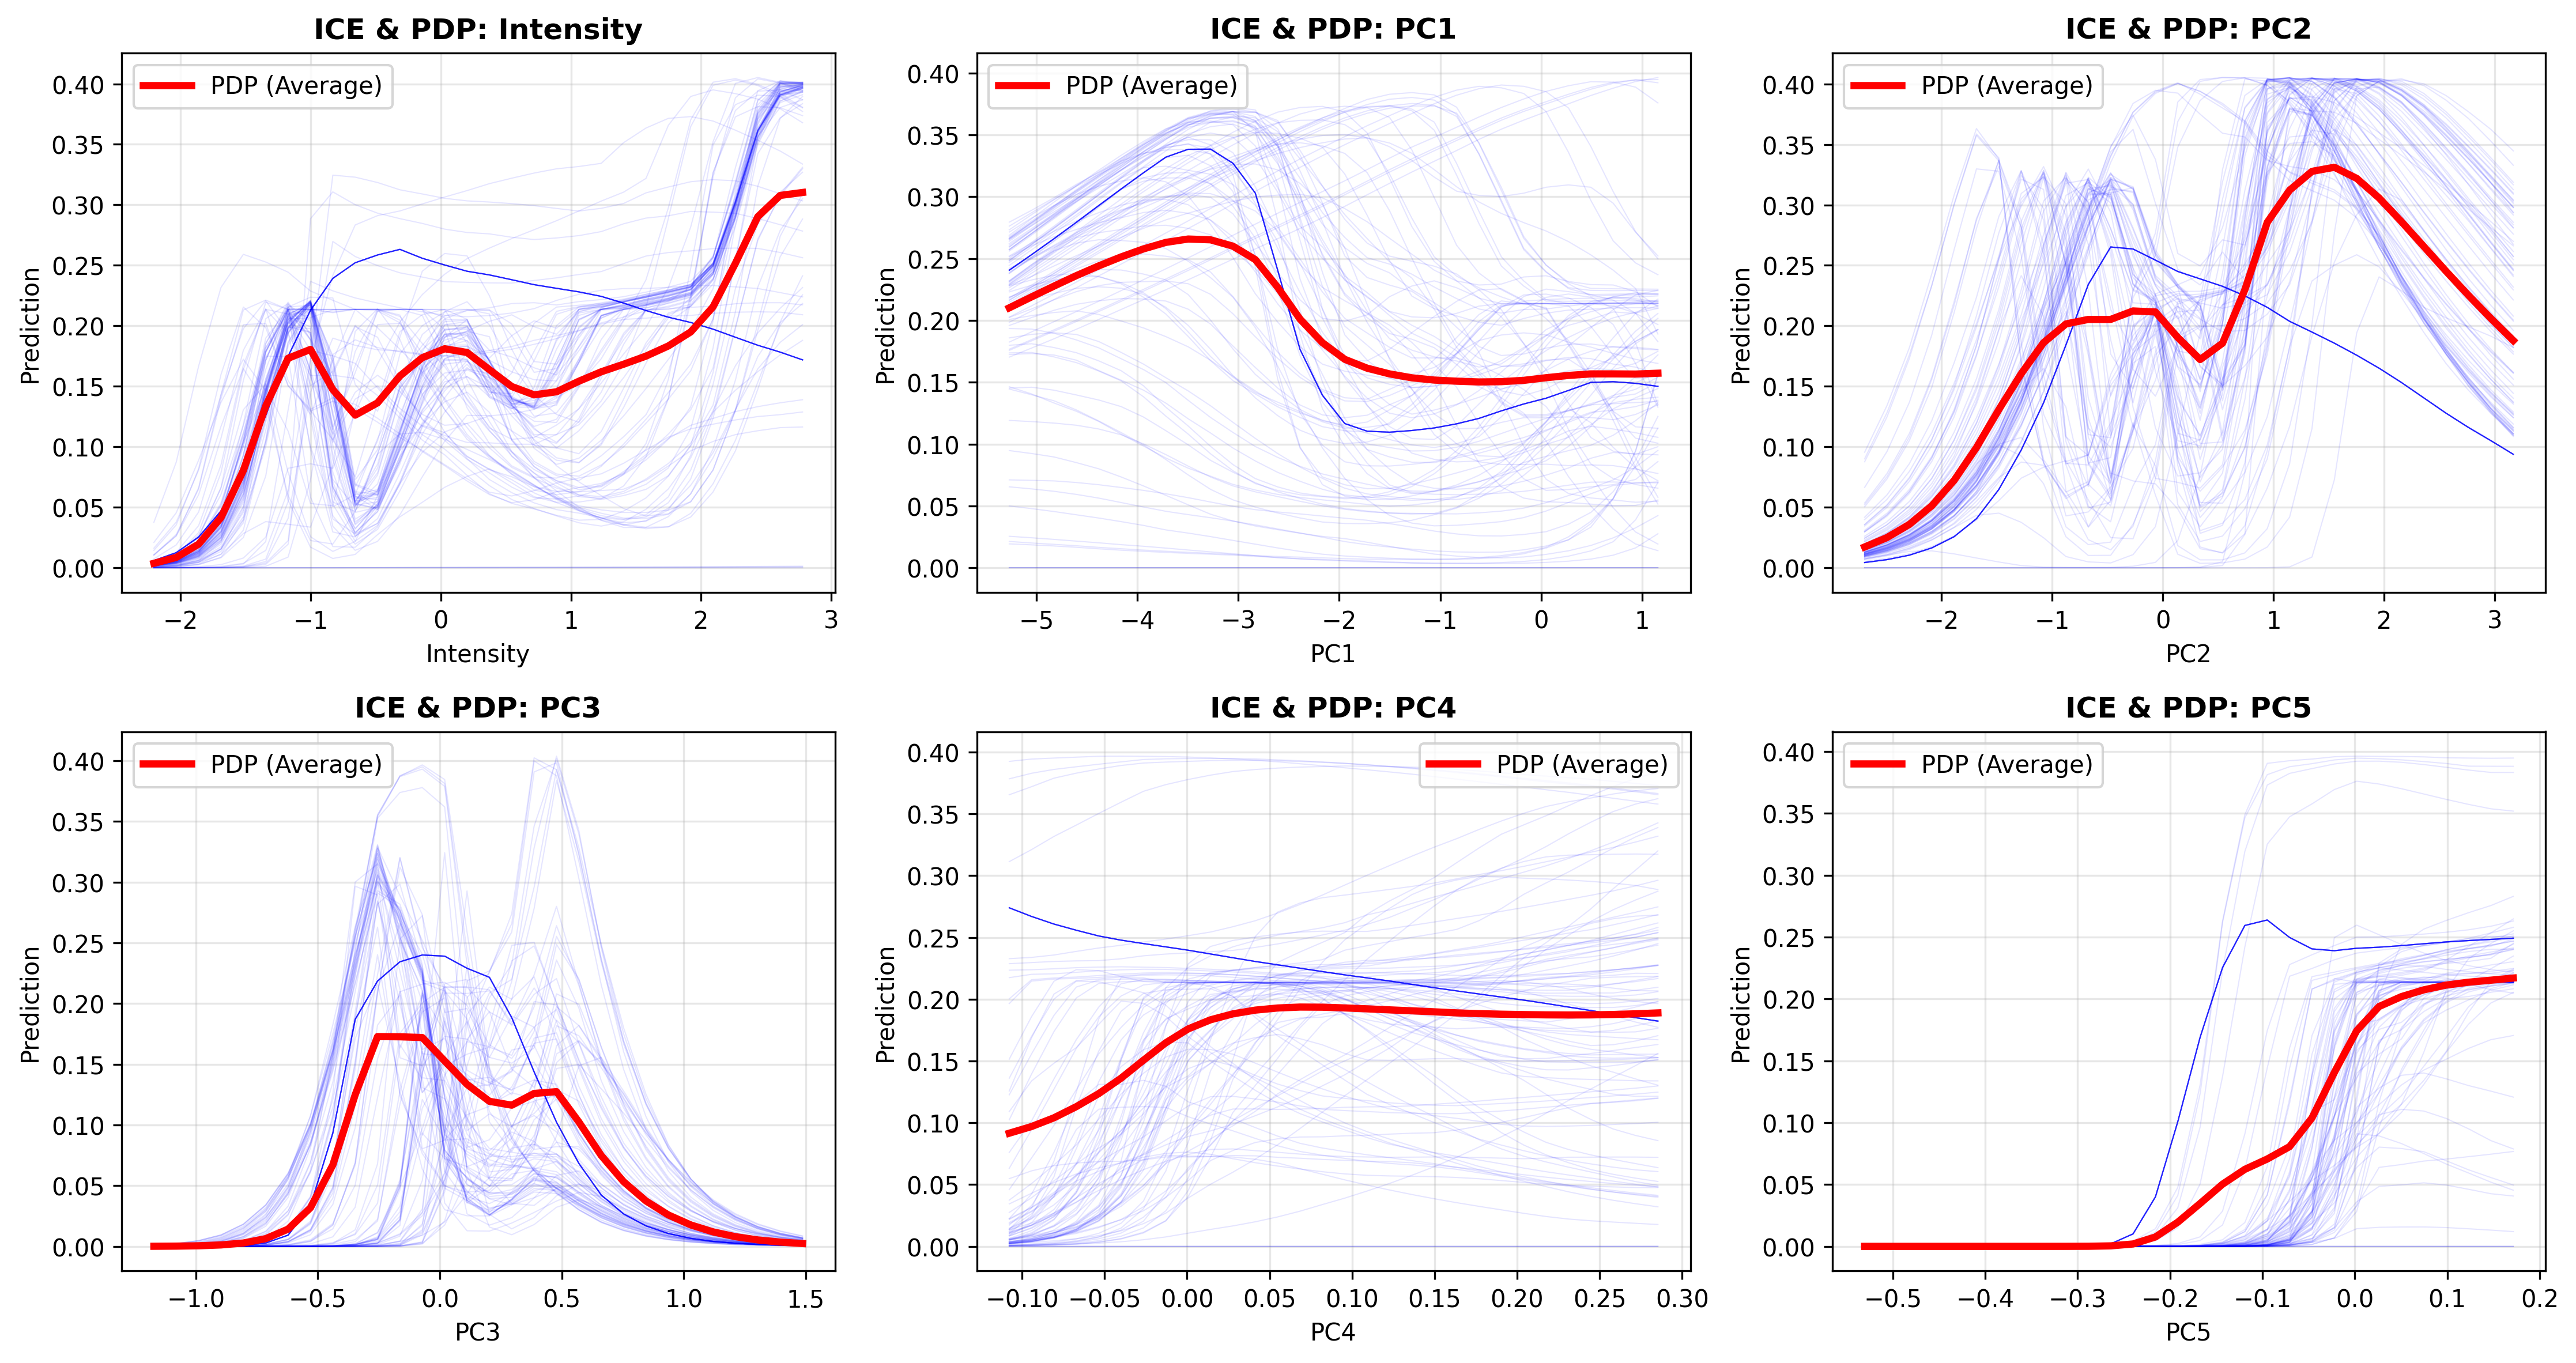 ICE & PDP: Intensity
PDP (Average)
Prediction
0.40
0.35
0.30
0.25
0.20
0.15
0.10
0.05
0.00
−2 −1 0 1 2 3
Intensity
ICE & PDP: PC1
PDP (Average)
Prediction
0.40
0.35
0.30
0.25
0.20
0.15
0.10
0.05
0.00
−5 −4 −3 −2 −1 0 1
PC1
ICE & PDP: PC2
PDP (Average)
Prediction
0.40
0.35
0.30
0.25
0.20
0.15
0.10
0.05
0.00
−2 −1 0 1 2 3
PC2
ICE & PDP: PC3
PDP (Average)
Prediction
0.40
0.35
0.30
0.25
0.20
0.15
0.10
0.05
0.00
−1.0 −0.5 0.0 0.5 1.0 1.5
PC3
ICE & PDP: PC4
PDP (Average)
Prediction
0.40
0.35
0.30
0.25
0.20
0.15
0.10
0.05
0.00
−0.10 −0.05 0.00 0.05 0.10 0.15 0.20 0.25 0.30
PC4
ICE & PDP: PC5
PDP (Average)
Prediction
0.40
0.35
0.30
0.25
0.20
0.15
0.10
0.05
0.00
−0.5 −0.4 −0.3 −0.2 −0.1 0.0 0.1 0.2
PC5